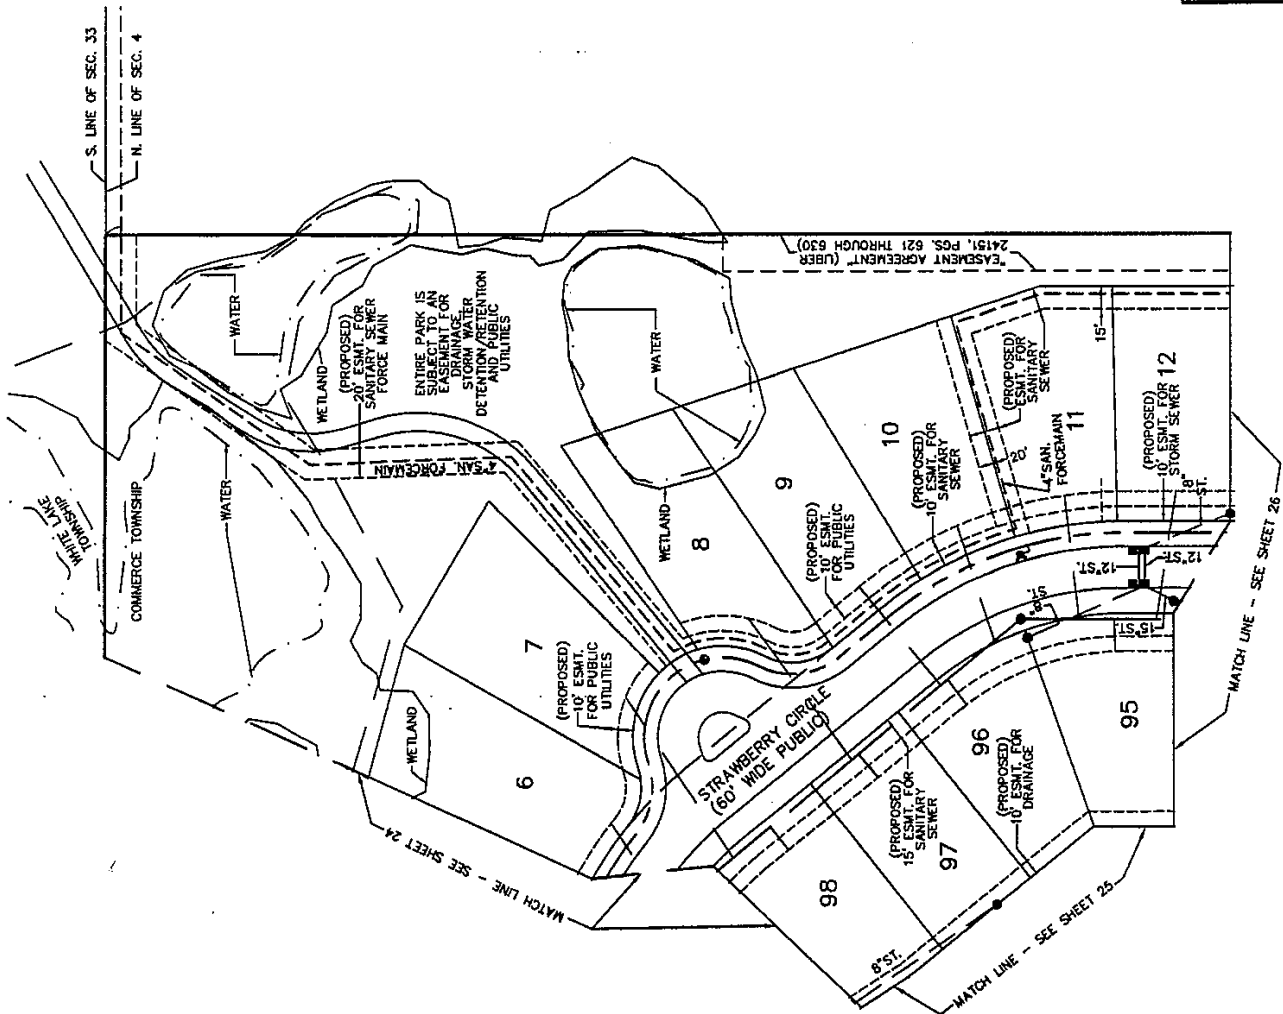 S. LINE OF SEC. 33
N. LINE OF SEC. 4
WHITE LAKE
TOWNSHIP
COMMERCE TOWNSHIP
WATER
WATER
WETLAND
(PROPOSED)
20' ESMT. FOR
SANITARY SEWER
FORCE MAIN
ENTIRE PARK IS
SUBJECT TO AN
EASEMENT FOR
DRAINAGE,
STORM WATER
DETENTION/RETENTION
AND PUBLIC
UTILITIES
"EASEMENT AGREEMENT" (LIBER
24151, PGS. 621 THROUGH 630)
4"SAN. FORCEMAIN
WATER
WETLAND
8
9
10
11
12
(PROPOSED)
10' ESMT.
FOR PUBLIC
UTILITIES
(PROPOSED)
10' ESMT. FOR
SANITARY
SEWER
(PROPOSED)
ESMT. FOR
SANITARY
SEWER
20'
4"SAN.
FORCEMAIN
15'
(PROPOSED)
10' ESMT. FOR
STORM SEWER
8"
ST.
12"ST.
12"ST.
15"ST.
8"
ST.
7
(PROPOSED)
10' ESMT.
FOR PUBLIC
UTILITIES
6
WETLAND
STRAWBERRY CIRCLE
(60' WIDE PUBLIC)
MATCH LINE - SEE SHEET 24
98
97
96
95
(PROPOSED)
15' ESMT. FOR
SANITARY
SEWER
(PROPOSED)
10' ESMT. FOR
DRAINAGE
8"ST.
MATCH LINE - SEE SHEET 25
MATCH LINE - SEE SHEET 26